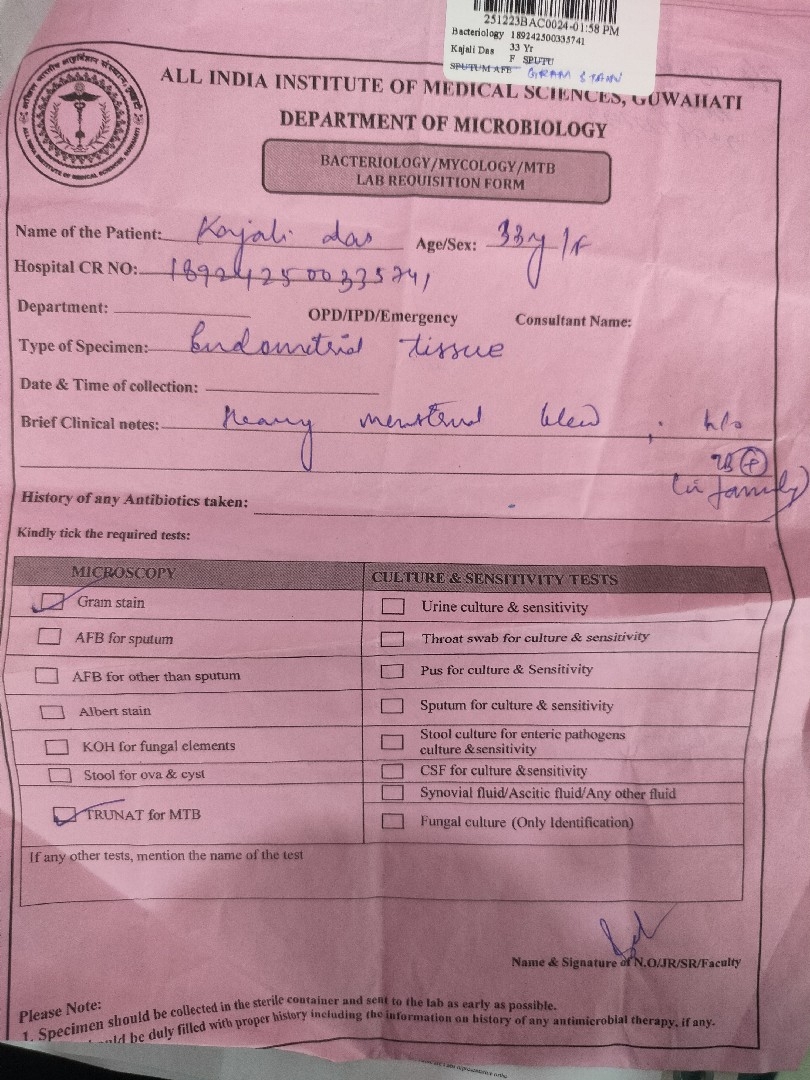 251223BAC0024-01:58 PM
Bacteriology 189242500335741
Kajali Das 33 Yr
F SPUTU
SPUTUM AFB GRAM STAIN
ALL INDIA INSTITUTE OF MEDICAL SCIENCES, GUWAHATI
DEPARTMENT OF MICROBIOLOGY
BACTERIOLOGY/MYCOLOGY/MTB
LAB REQUISITION FORM
Name of the Patient: Kajali das Age/Sex: 33y/F
Hospital CR NO: 189242500335741
Department: OPD/IPD/Emergency Consultant Name:
Type of Specimen: Endometrial tissue
Date & Time of collection:
Brief Clinical notes: Heavy menstrual bleed, h/o
TB +
(in family)
History of any Antibiotics taken:
Kindly tick the required tests:
MICROSCOPY CULTURE & SENSITIVITY TESTS
Gram stain Urine culture & sensitivity
AFB for sputum Throat swab for culture & sensitivity
AFB for other than sputum Pus for culture & Sensitivity
Albert stain Sputum for culture & sensitivity
KOH for fungal elements Stool culture for enteric pathogens
culture &sensitivity
Stool for ova & cyst CSF for culture &sensitivity
Synovial fluid/Ascitic fluid/Any other fluid
TRUNAT for MTB Fungal culture (Only Identification)
If any other tests, mention the name of the test
Name & Signature of N.O/JR/SR/Faculty
Please Note:
1. Specimen should be collected in the sterile container and sent to the lab as early as possible.
be duly filled with proper history including the information on history of any antimicrobial therapy, if any.